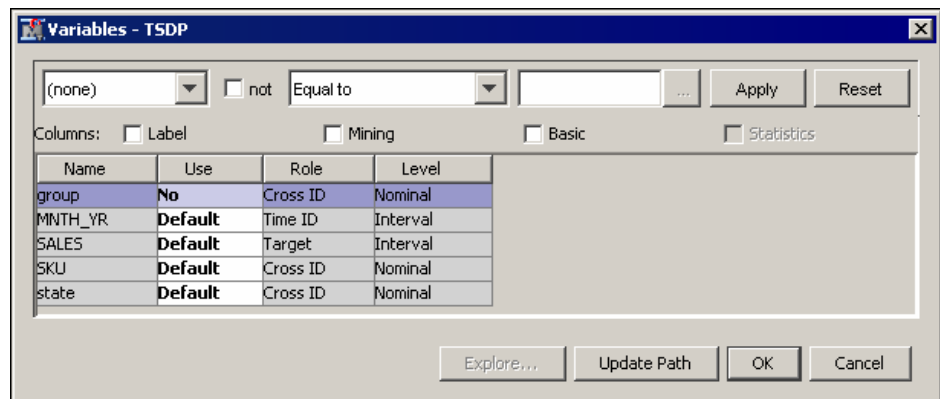 Variables - TSDP
(none) not Equal to ... Apply Reset
Columns: Label Mining Basic Statistics
Name Use Role Level
group No Cross ID Nominal
MNTH_YR Default Time ID Interval
SALES Default Target Interval
SKU Default Cross ID Nominal
state Default Cross ID Nominal
Explore... Update Path OK Cancel